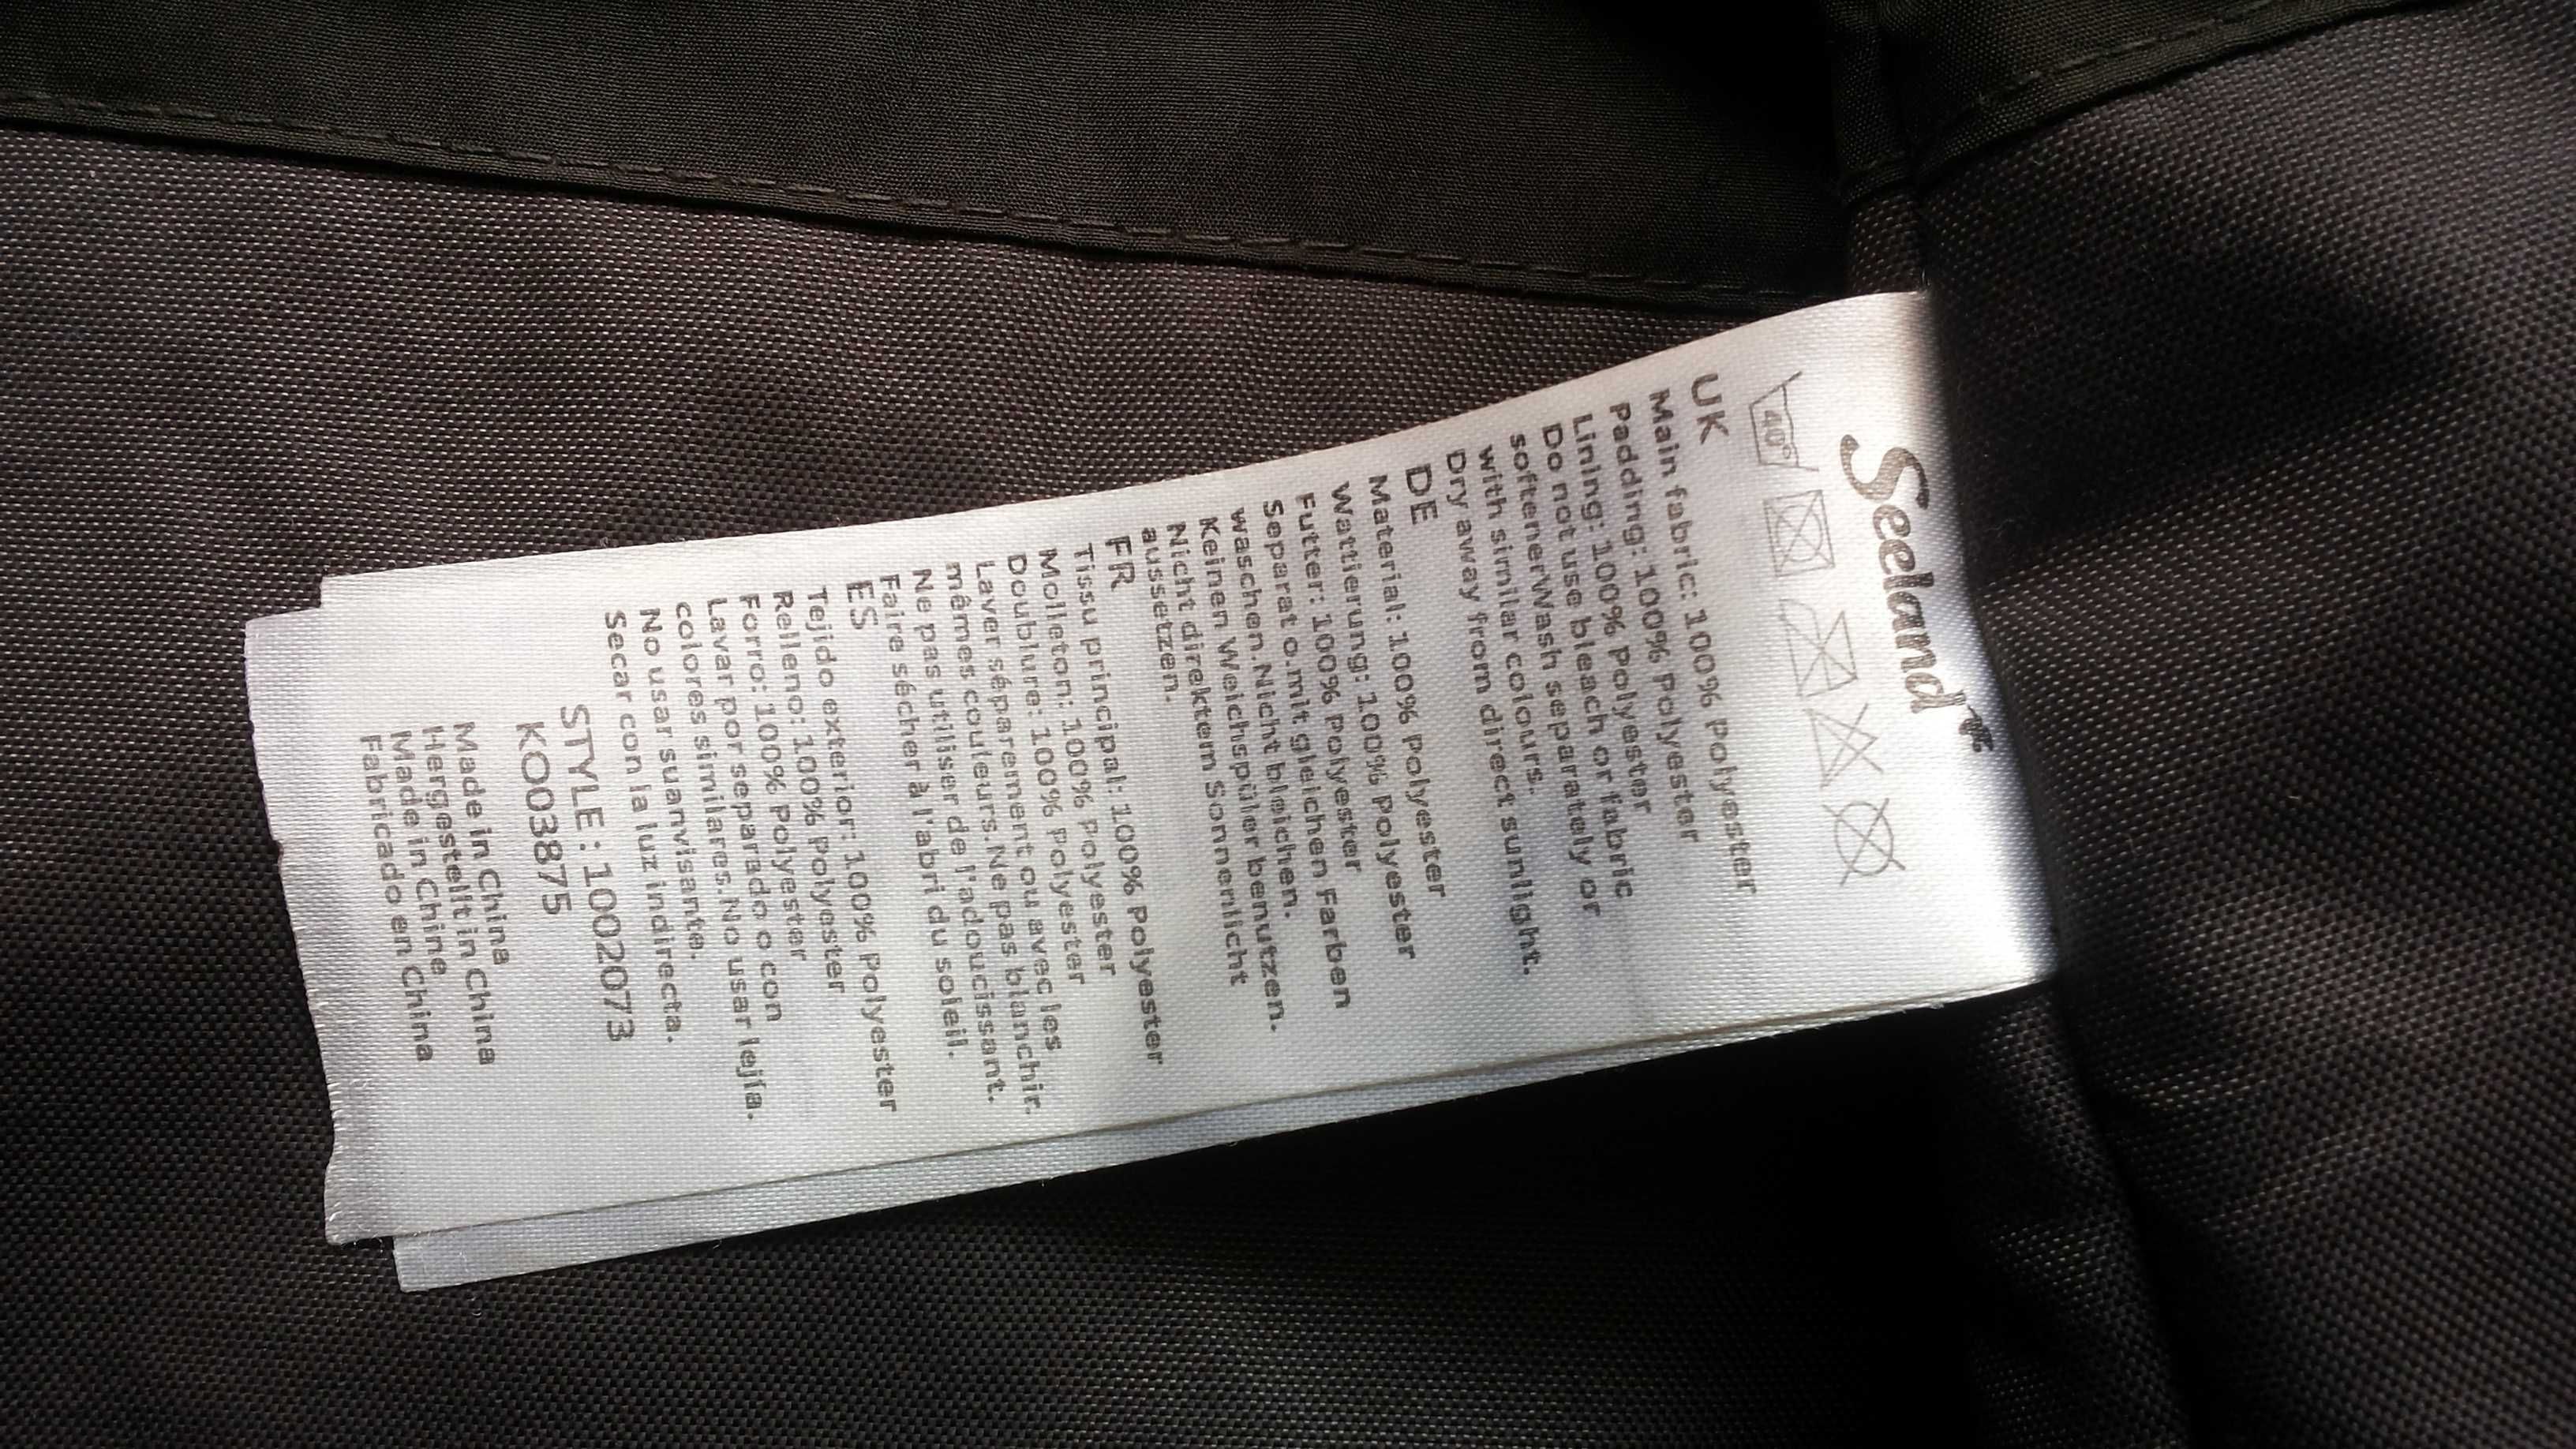 Seeland
40°
UK
Main fabric: 100% Polyester
Padding: 100% Polyester
Lining: 100% Polyester
Do not use bleach or fabric
softenerWash separately or
with similar colours.
Dry away from direct sunlight.
DE
Material: 100% Polyester
Wattierung: 100% Polyester
Futter: 100% Polyester
Separat o.mit gleichen Farben
waschen.Nicht bleichen.
Keinen Weichspüler benutzen.
Nicht direktem Sonnenlicht
aussetzen.
FR
Tissu principal: 100% Polyester
Molleton: 100% Polyester
Doublure: 100% Polyester
Laver séparement ou avec les
mêmes couleurs.Ne pas blanchir.
Ne pas utiliser de l'adoucissant.
Faire sécher à l'abri du soleil.
ES
Tejido exterior: 100% Polyester
Relleno: 100% Polyester
Forro: 100% Polyester
Lavar por separado o con
colores similares.No usar lejía.
No usar suanvisante.
Secar con la luz indirecta.
STYLE: 1002073
KO03875
Made in China
Hergestellt in China
Made in Chine
Fabricado en China